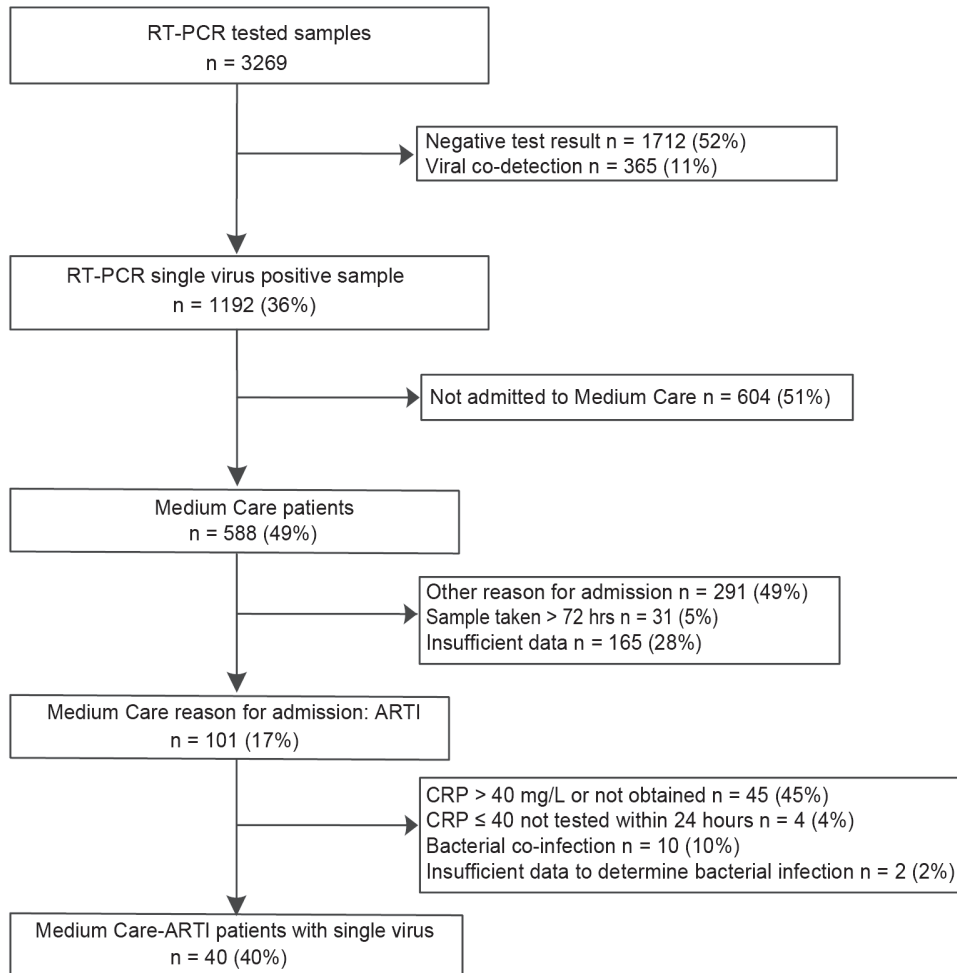 RT-PCR tested samples
n = 3269
Negative test result n = 1712 (52%)
Viral co-detection n = 365 (11%)
RT-PCR single virus positive sample
n = 1192 (36%)
Not admitted to Medium Care n = 604 (51%)
Medium Care patients
n = 588 (49%)
Other reason for admission n = 291 (49%)
Sample taken > 72 hrs n = 31 (5%)
Insufficient data n = 165 (28%)
Medium Care reason for admission: ARTI
n = 101 (17%)
CRP > 40 mg/L or not obtained n = 45 (45%)
CRP ≤ 40 not tested within 24 hours n = 4 (4%)
Bacterial co-infection n = 10 (10%)
Insufficient data to determine bacterial infection n = 2 (2%)
Medium Care-ARTI patients with single virus
n = 40 (40%)